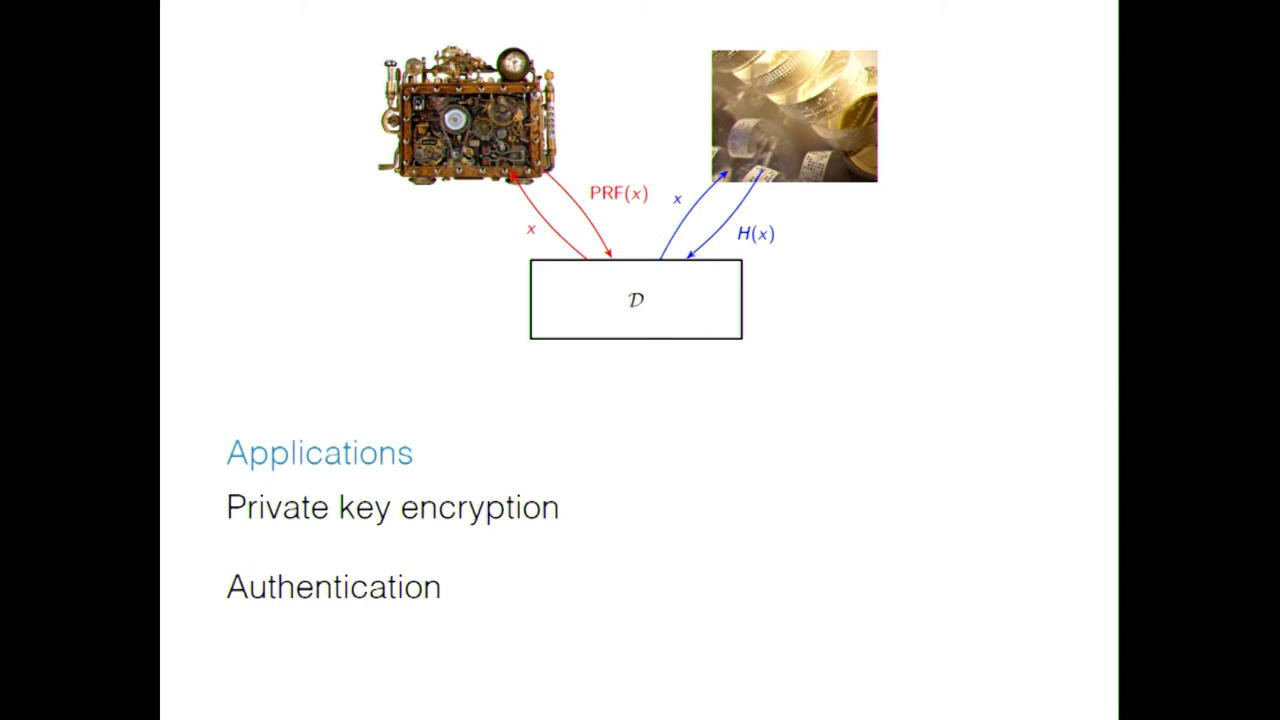 PRF(x)
x
x
H(x)
𝒟
Applications
Private key encryption
Authentication